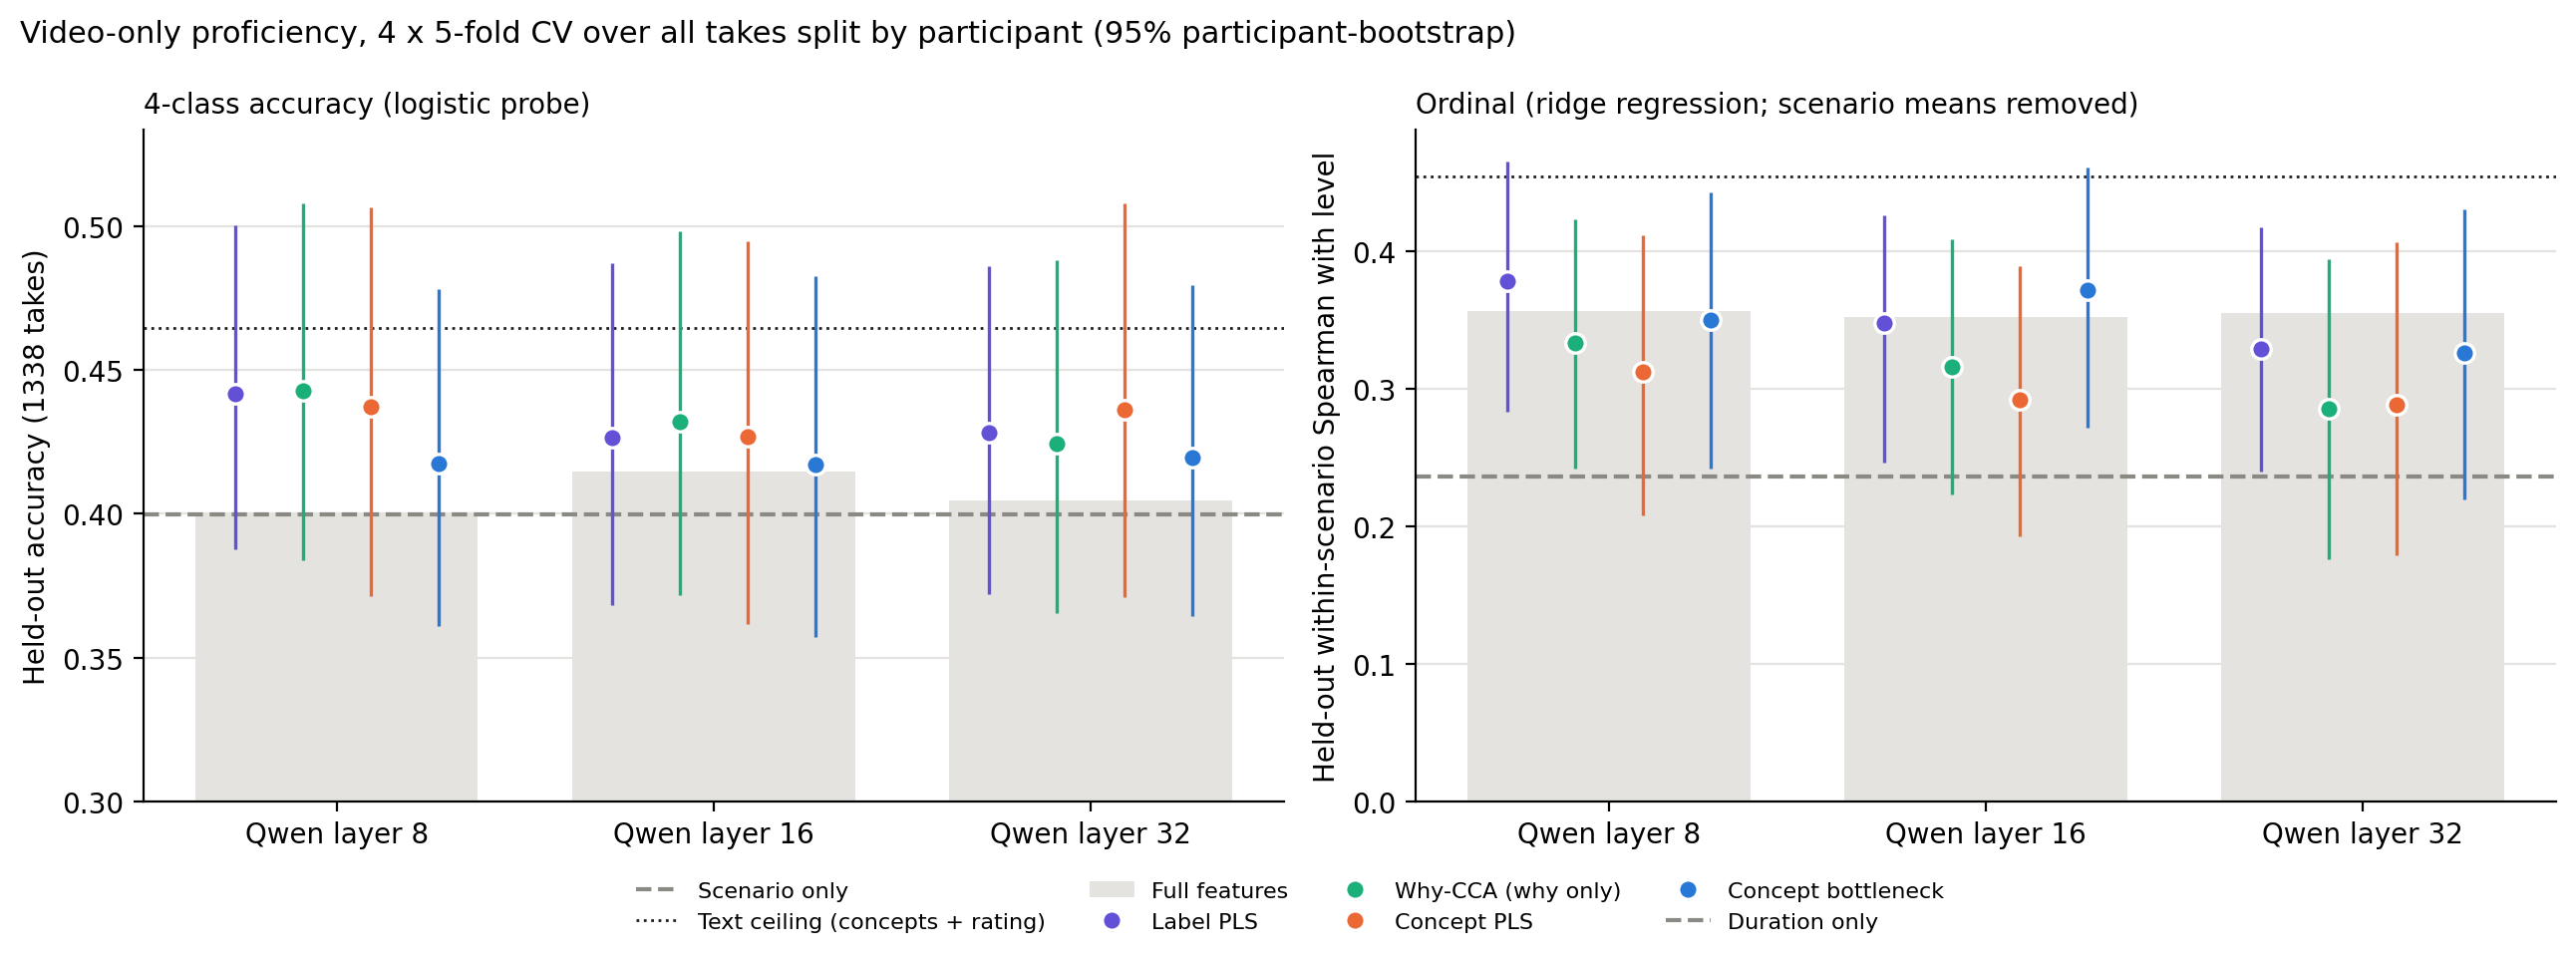 Video-only proficiency, 4 x 5-fold CV over all takes split by participant (95% participant-bootstrap)
4-class accuracy (logistic probe)
Held-out accuracy (1338 takes)
0.50
0.45
0.40
0.35
0.30
Qwen layer 8
Qwen layer 16
Qwen layer 32
Ordinal (ridge regression; scenario means removed)
Held-out within-scenario Spearman with level
0.4
0.3
0.2
0.1
0.0
Qwen layer 8
Qwen layer 16
Qwen layer 32
Scenario only
Text ceiling (concepts + rating)
Full features
Label PLS
Why-CCA (why only)
Concept PLS
Concept bottleneck
Duration only